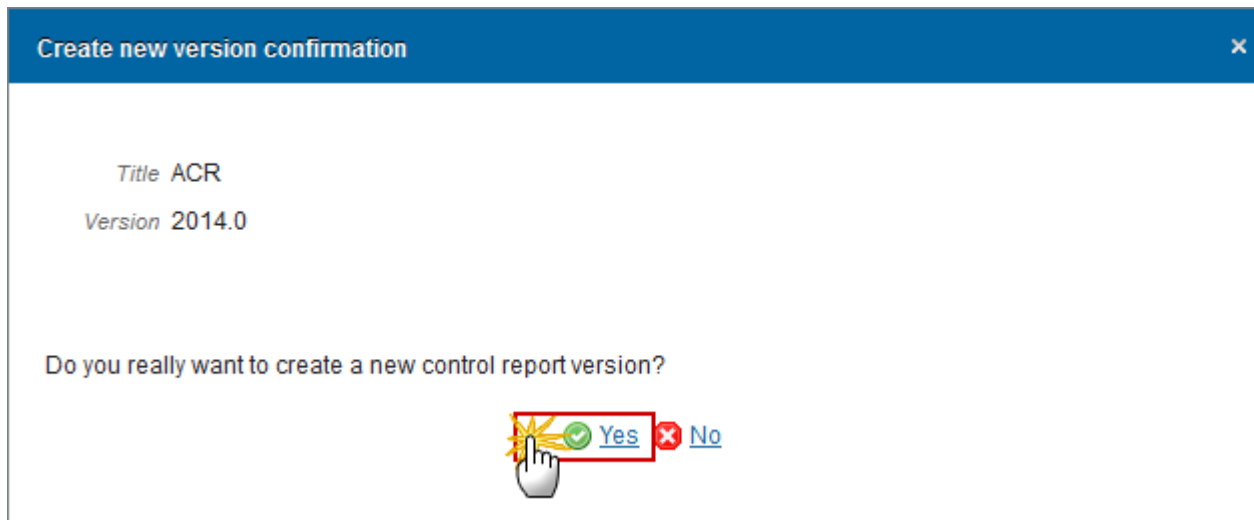 Create new version confirmation
Title ACR
Version 2014.0
Do you really want to create a new control report version?
Yes No